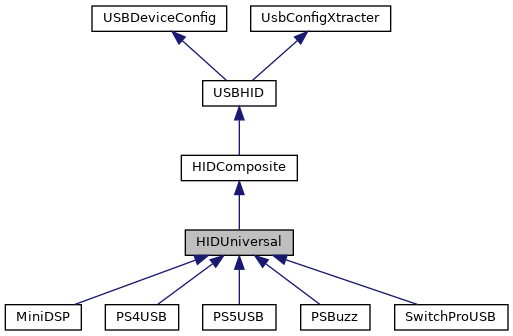 USBDeviceConfig
UsbConfigXtracter
USBHID
HIDComposite
HIDUniversal
MiniDSP
PS4USB
PS5USB
PSBuzz
SwitchProUSB